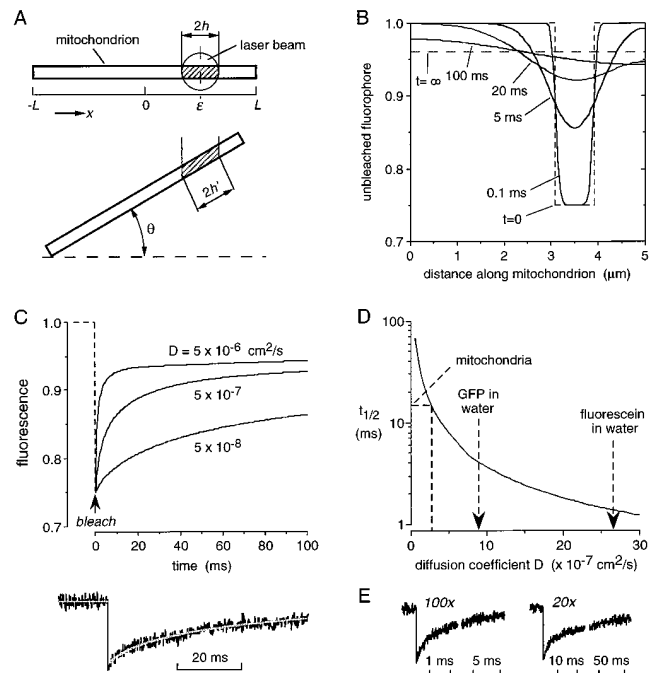 A
mitochondrion
2h
laser beam
-L
x
0
ε
L
2h'
θ
B
unbleached fluorophore
1.0
0.9
0.8
0.7
t= ∞
100 ms
20 ms
5 ms
0.1 ms
t=0
0 1 2 3 4 5
distance along mitochondrion (μm)
C
fluorescence
1.0
0.9
0.8
0.7
D = 5 x 10⁻⁶ cm²/s
5 x 10⁻⁷
5 x 10⁻⁸
bleach
0 20 40 60 80 100
time (ms)
20 ms
D
100
t1/2
(ms)
10
1
mitochondria
GFP in
water
fluorescein
in water
0 10 20 30
diffusion coefficient D (x 10⁻⁷ cm²/s)
E
100x
20x
1 ms 5 ms
10 ms 50 ms